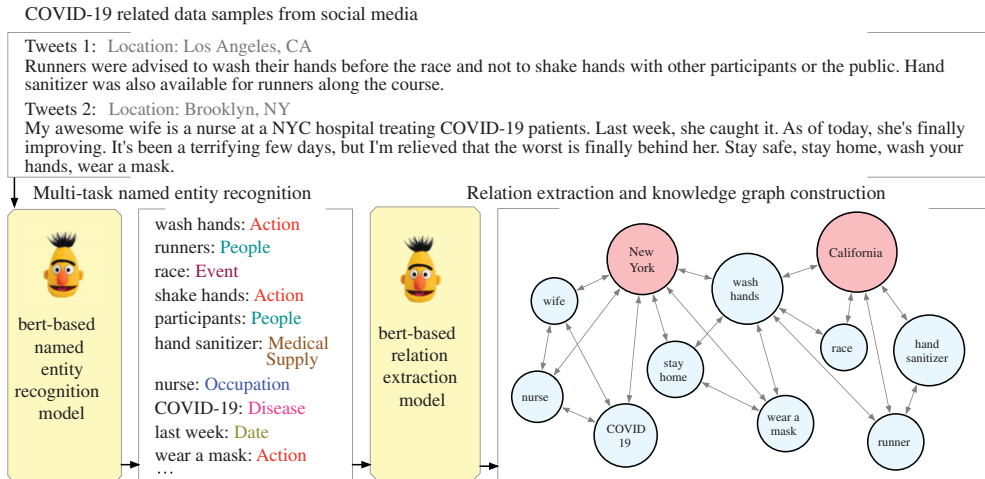 COVID-19 related data samples from social media
Tweets 1: Location: Los Angeles, CA
Runners were advised to wash their hands before the race and not to shake hands with other participants or the public. Hand
sanitizer was also available for runners along the course.
Tweets 2: Location: Brooklyn, NY
My awesome wife is a nurse at a NYC hospital treating COVID-19 patients. Last week, she caught it. As of today, she's finally
improving. It's been a terrifying few days, but I'm relieved that the worst is finally behind her. Stay safe, stay home, wash your
hands, wear a mask.
Multi-task named entity recognition
bert-based
named
entity
recognition
model
wash hands: Action
runners: People
race: Event
shake hands: Action
participants: People
hand sanitizer: Medical
Supply
nurse: Occupation
COVID-19: Disease
last week: Date
wear a mask: Action
...
bert-based
relation
extraction
model
Relation extraction and knowledge graph construction
New
York
California
wash
hands
wife
race
hand
sanitizer
stay
home
nurse
wear a
mask
COVID
19
runner